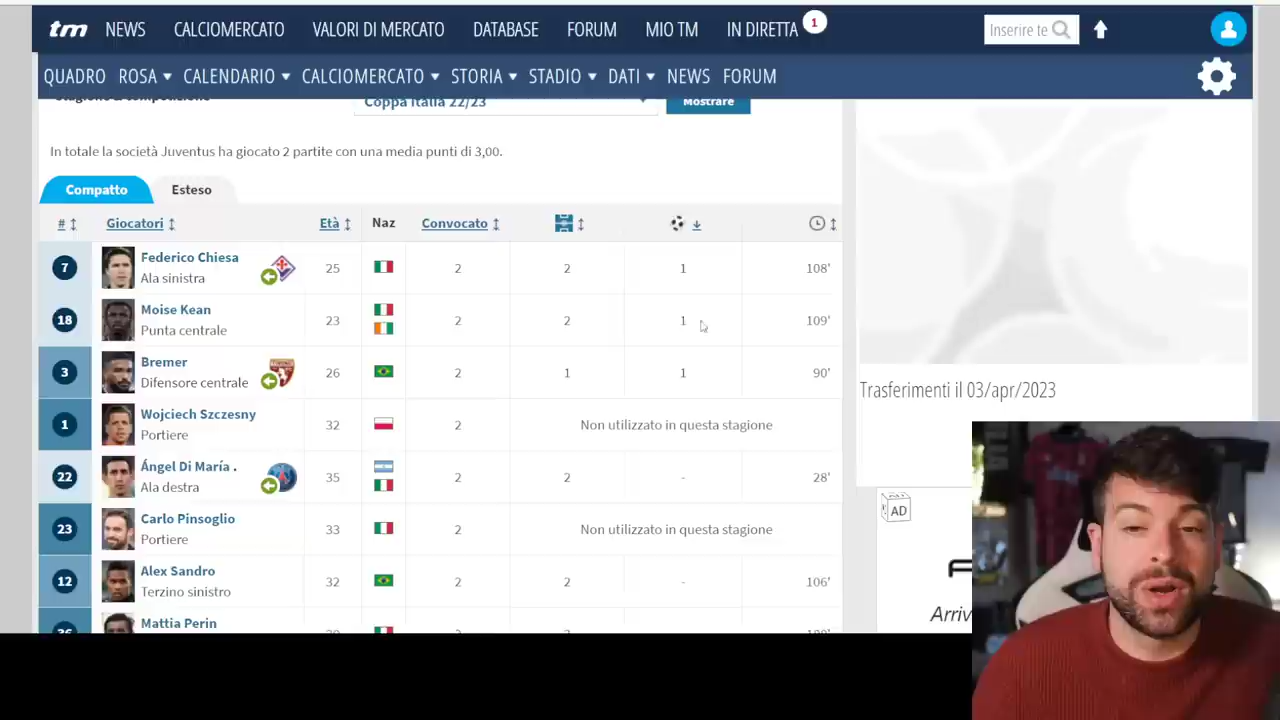 tm NEWS CALCIOMERCATO VALORI DI MERCATO DATABASE FORUM MIO TM IN DIRETTA 1 Inserire te
QUADRO ROSA CALENDARIO CALCIOMERCATO STORIA STADIO DATI NEWS FORUM
Coppa Italia 22/23 Mostrare
In totale la società Juventus ha giocato 2 partite con una media punti di 3,00.
Compatto Esteso
# Giocatori Età Naz Convocato
7 Federico Chiesa 25 2 2 1 108'
Ala sinistra
18 Moise Kean 23 2 2 1 109'
Punta centrale
3 Bremer 26 2 1 1 90'
Difensore centrale
1 Wojciech Szczesny 32 2 Non utilizzato in questa stagione
Portiere
22 Ángel Di María . 35 2 2 - 28'
Ala destra
23 Carlo Pinsoglio 33 2 Non utilizzato in questa stagione
Portiere
12 Alex Sandro 32 2 2 - 106'
Terzino sinistro
Mattia Perin
Trasferimenti il 03/apr/2023
AD